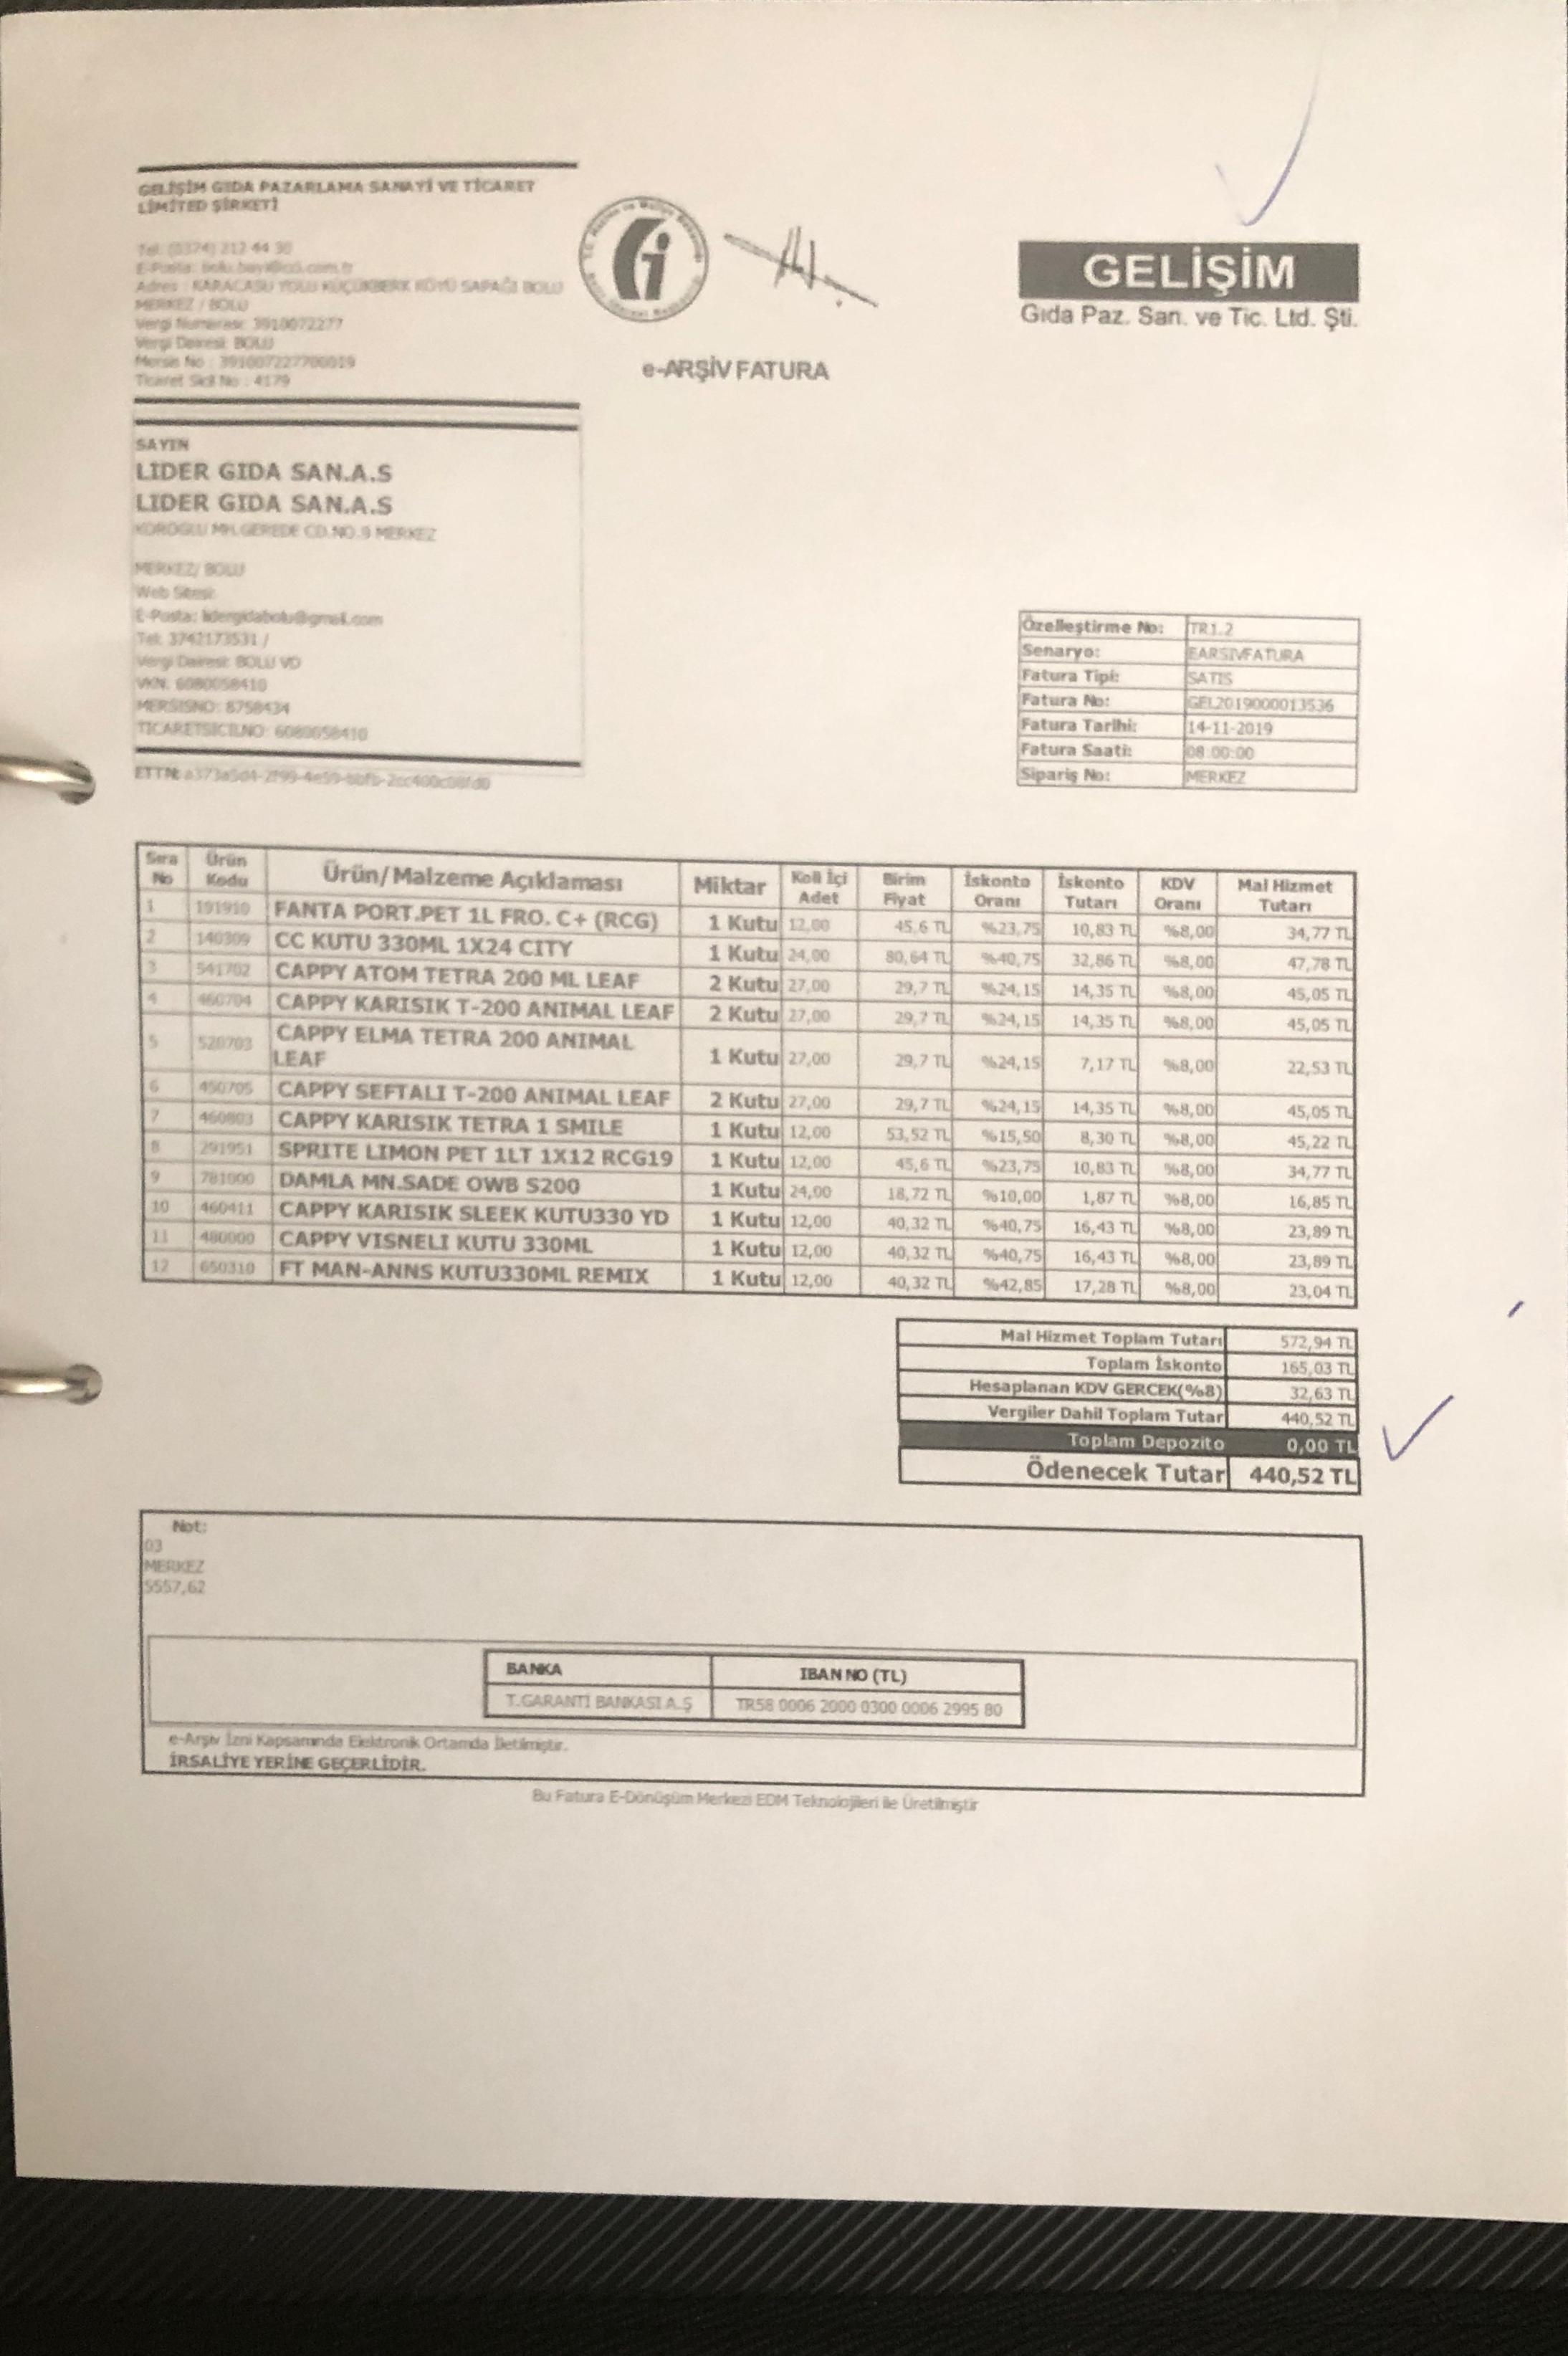 GELİŞİM GIDA PAZARLAMA SANAYİ VE TİCARET
LİMİTED ŞİRKETİ
Tel: (0374) 212 44 30
E-Posta: bolu.bayi@cci.com.tr
Adres : KARACASU YOLU KÜÇÜKBERK KÖYÜ SAPAĞI BOLU
MERKEZ / BOLU
Vergi Numarası: 3910072277
Vergi Dairesi: BOLU
Mersis No : 391007227700019
Ticaret Sicil No : 4179
e-ARŞİV FATURA
GELİŞİM
Gıda Paz. San. ve Tic. Ltd. Şti.
SAYIN
LIDER GIDA SAN.A.S
LIDER GIDA SAN.A.S
KOROGLU MH.GEREDE CD.NO.9 MERKEZ
MERKEZ/ BOLU
Web Sitesi:
E-Posta: lidergidabolu@gmail.com
Tel: 3742173531 /
Vergi Dairesi: BOLU VD
VKN: 6080058410
MERSISNO: 8758434
TICARETSICILNO: 6080058410
ETTN:
Özelleştirme No: TR1.2
Senaryo: EARSIVFATURA
Fatura Tipi: SATIS
Fatura No: GEL2019000013536
Fatura Tarihi: 14-11-2019
Fatura Saati: 08:00:00
Sipariş No: MERKEZ
Sıra No Ürün Kodu Ürün/Malzeme Açıklaması Miktar Koli İçi Adet Birim Fiyat İskonto Oranı İskonto Tutarı KDV Oranı Mal Hizmet Tutarı
1 191910 FANTA PORT.PET 1L FRO. C+ (RCG) 1 Kutu 12,00 45,6 TL %23,75 10,83 TL %8,00 34,77 TL
2 140309 CC KUTU 330ML 1X24 CITY 1 Kutu 24,00 80,64 TL %40,75 32,86 TL %8,00 47,78 TL
3 541702 CAPPY ATOM TETRA 200 ML LEAF 2 Kutu 27,00 29,7 TL %24,15 14,35 TL %8,00 45,05 TL
4 460704 CAPPY KARISIK T-200 ANIMAL LEAF 2 Kutu 27,00 29,7 TL %24,15 14,35 TL %8,00 45,05 TL
5 520703 CAPPY ELMA TETRA 200 ANIMAL LEAF 1 Kutu 27,00 29,7 TL %24,15 7,17 TL %8,00 22,53 TL
6 450705 CAPPY SEFTALI T-200 ANIMAL LEAF 2 Kutu 27,00 29,7 TL %24,15 14,35 TL %8,00 45,05 TL
7 460803 CAPPY KARISIK TETRA 1 SMILE 1 Kutu 12,00 53,52 TL %15,50 8,30 TL %8,00 45,22 TL
8 291951 SPRITE LIMON PET 1LT 1X12 RCG19 1 Kutu 12,00 45,6 TL %23,75 10,83 TL %8,00 34,77 TL
9 781000 DAMLA MN.SADE OWB S200 1 Kutu 24,00 18,72 TL %10,00 1,87 TL %8,00 16,85 TL
10 460411 CAPPY KARISIK SLEEK KUTU330 YD 1 Kutu 12,00 40,32 TL %40,75 16,43 TL %8,00 23,89 TL
11 480000 CAPPY VISNELI KUTU 330ML 1 Kutu 12,00 40,32 TL %40,75 16,43 TL %8,00 23,89 TL
12 650310 FT MAN-ANNS KUTU330ML REMIX 1 Kutu 12,00 40,32 TL %42,85 17,28 TL %8,00 23,04 TL
Mal Hizmet Toplam Tutarı 572,94 TL
Toplam İskonto 165,03 TL
Hesaplanan KDV GERCEK(%8) 32,63 TL
Vergiler Dahil Toplam Tutar 440,52 TL
Toplam Depozito 0,00 TL
Ödenecek Tutar 440,52 TL
Not:
03
MERKEZ
5557,62
BANKA IBAN NO (TL)
T.GARANTİ BANKASI A.Ş TR58 0006 2000 0300 0006 2995 80
e-Arşiv İzni Kapsamında Elektronik Ortamda İletilmiştir.
İRSALİYE YERİNE GEÇERLİDİR.
Bu Fatura E-Dönüşüm Merkezi EDM Teknolojileri ile Üretilmiştir